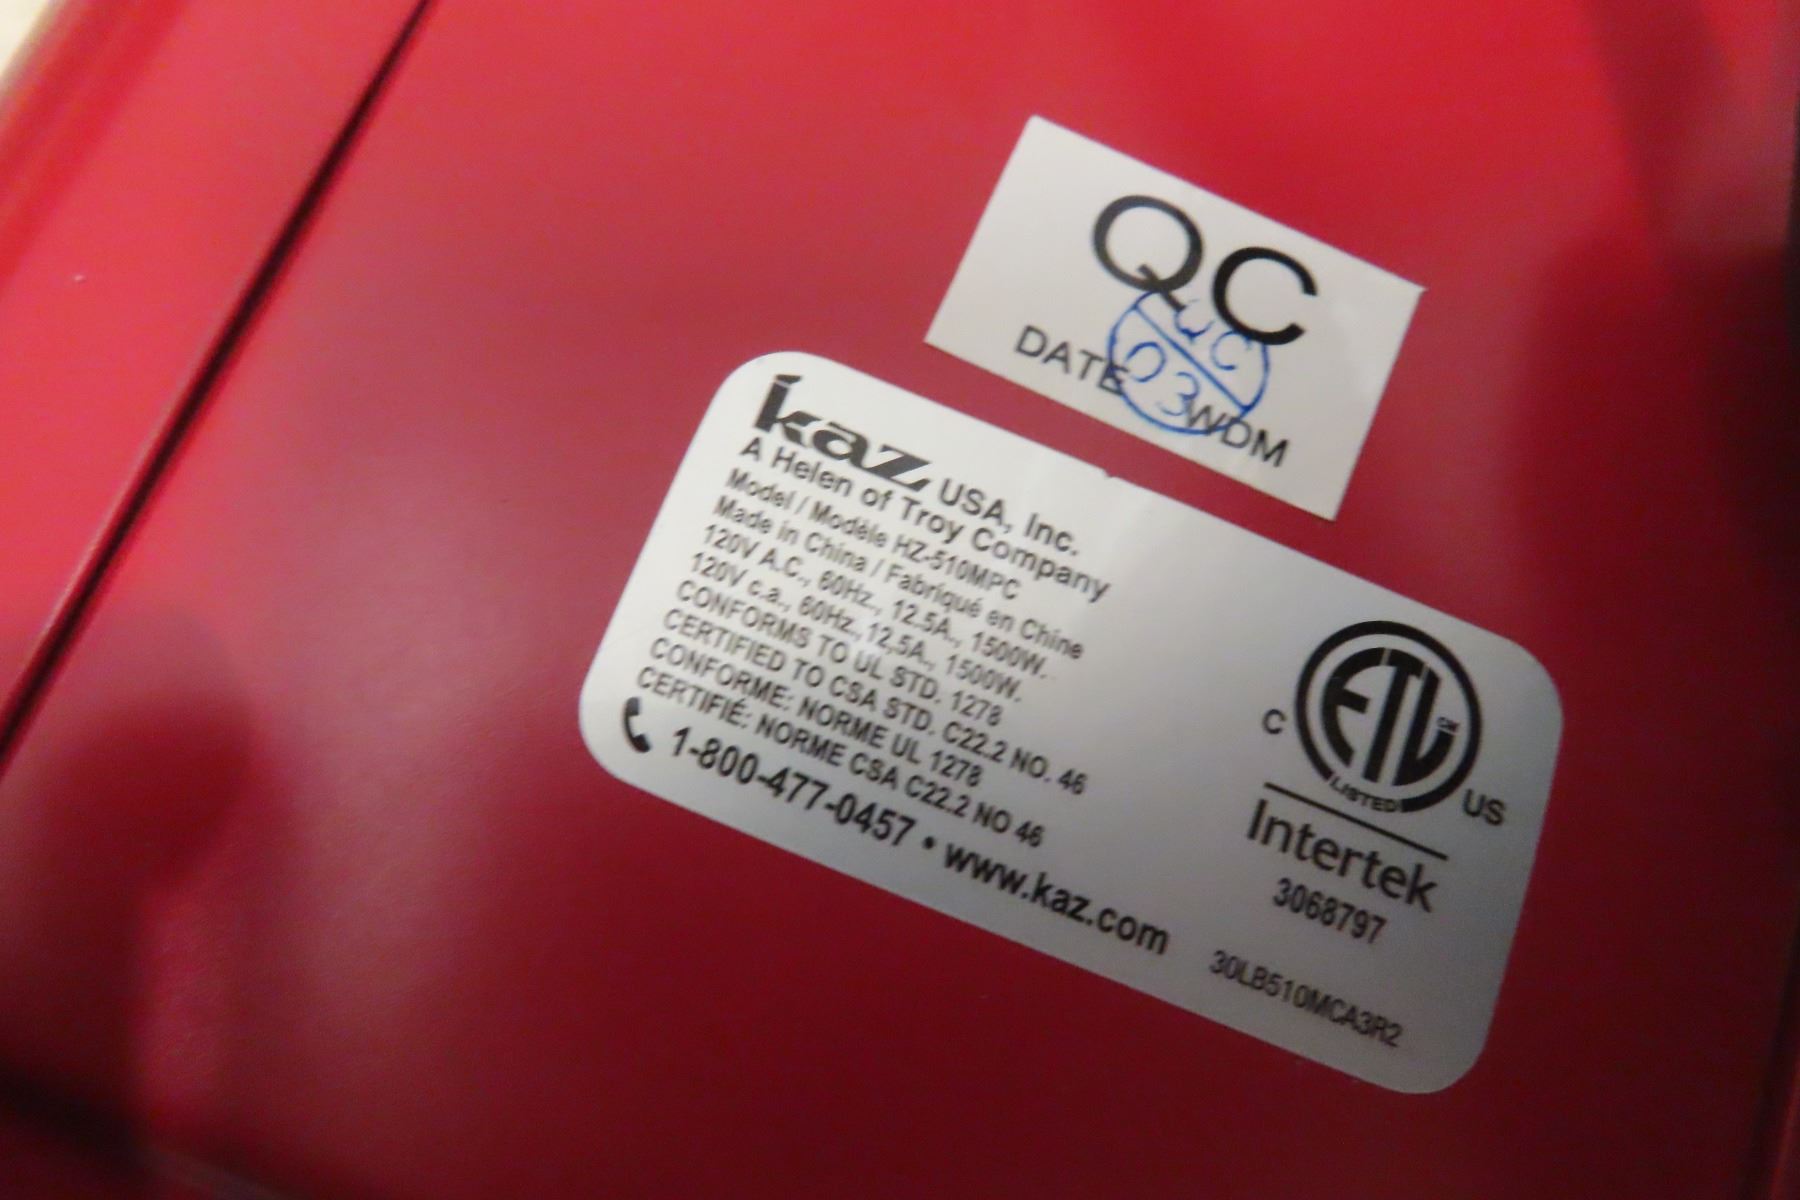 QC
QC
03
DATE WDM
kaz USA, Inc.
A Helen of Troy Company
Model / Modèle HZ-510MPC
Made in China / Fabriqué en Chine
120V A.C., 60Hz., 12.5A., 1500W.
120V c.a., 60Hz., 12,5A., 1500W.
CONFORMS TO UL STD. 1278
CERTIFIED TO CSA STD. C22.2 NO. 46
CONFORME: NORME UL 1278
CERTIFIÉ: NORME CSA C22.2 NO 46
1-800-477-0457 • www.kaz.com
ETL CM
LISTED
C US
Intertek
3068797
30LB510MCA3R2